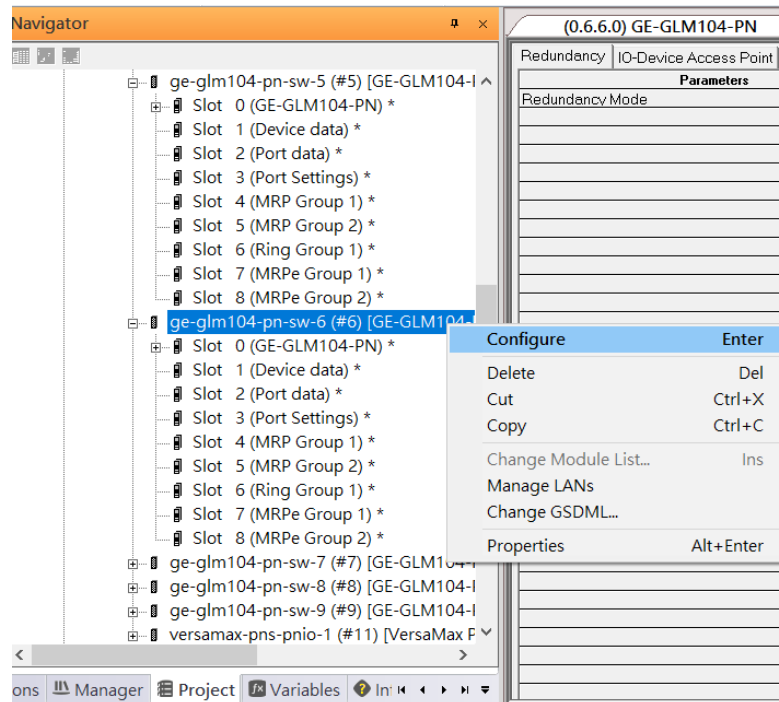 Navigator
(0.6.6.0) GE-GLM104-PN
Redundancy IO-Device Access Point
Parameters
Redundancy Mode
ge-glm104-pn-sw-5 (#5) [GE-GLM104-
Slot 0 (GE-GLM104-PN) *
Slot 1 (Device data) *
Slot 2 (Port data) *
Slot 3 (Port Settings) *
Slot 4 (MRP Group 1) *
Slot 5 (MRP Group 2) *
Slot 6 (Ring Group 1) *
Slot 7 (MRPe Group 1) *
Slot 8 (MRPe Group 2) *
ge-glm104-pn-sw-6 (#6) [GE-GLM104-
Slot 0 (GE-GLM104-PN) *
Slot 1 (Device data) *
Slot 2 (Port data) *
Slot 3 (Port Settings) *
Slot 4 (MRP Group 1) *
Slot 5 (MRP Group 2) *
Slot 6 (Ring Group 1) *
Slot 7 (MRPe Group 1) *
Slot 8 (MRPe Group 2) *
ge-glm104-pn-sw-7 (#7) [GE-GLM104-
ge-glm104-pn-sw-8 (#8) [GE-GLM104-
ge-glm104-pn-sw-9 (#9) [GE-GLM104-
versamax-pns-pnio-1 (#11) [VersaMax P
Configure Enter
Delete Del
Cut Ctrl+X
Copy Ctrl+C
Change Module List... Ins
Manage LANs
Change GSDML...
Properties Alt+Enter
ons Manager Project Variables In